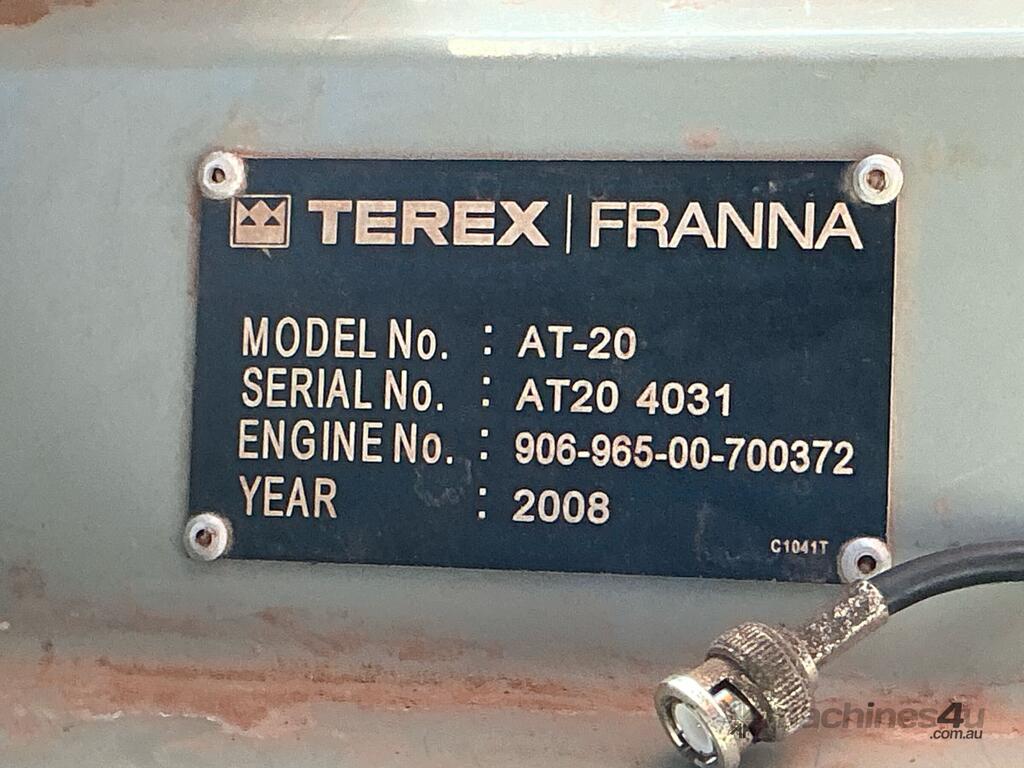 TEREX | FRANNA
MODEL No. : AT-20
SERIAL No. : AT20 4031
ENGINE No. : 906-965-00-700372
YEAR : 2008
C1041T
machines4u
.com.au